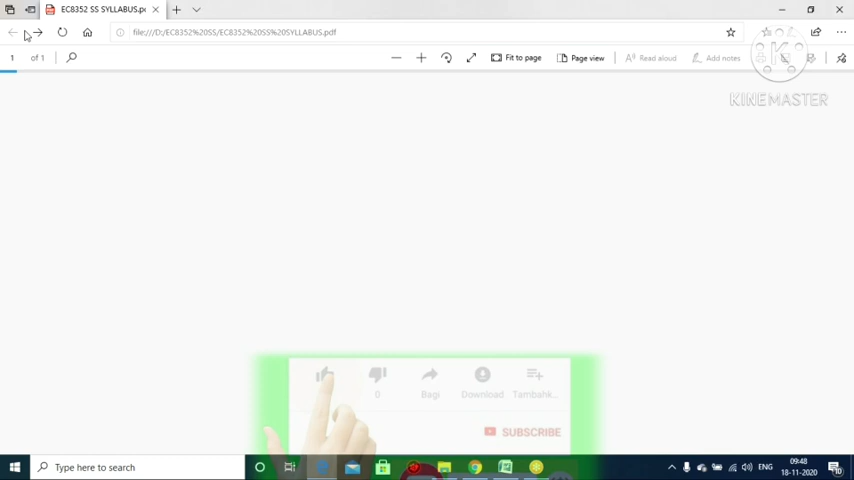 EC8352 SS SYLLABUS.p
file:///D:/EC8352%20SS/EC8352%20SS%20SYLLABUS.pdf
1 of 1
Fit to page
Page view
Read aloud
Add notes
K
KINEMASTER
0
Bagi
Download
Tambahk...
SUBSCRIBE
Type here to search
ENG
09:48
18-11-2020
10